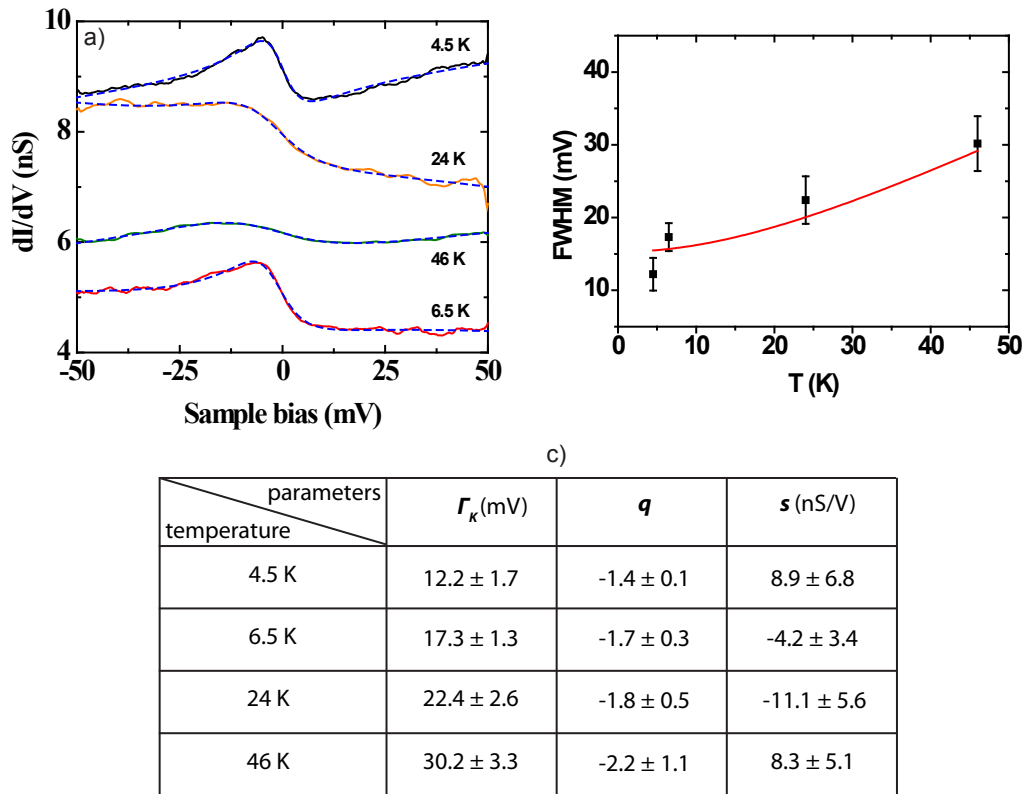 a)
10
8
6
4
dI/dV (nS)
4.5 K
24 K
46 K
6.5 K
-50 -25 0 25 50
Sample bias (mV)
40
30
20
10
FWHM (mV)
0 10 20 30 40 50
T (K)
c)
parameters
temperature
Γ_K (mV) q s (nS/V)
4.5 K 12.2 ± 1.7 -1.4 ± 0.1 8.9 ± 6.8
6.5 K 17.3 ± 1.3 -1.7 ± 0.3 -4.2 ± 3.4
24 K 22.4 ± 2.6 -1.8 ± 0.5 -11.1 ± 5.6
46 K 30.2 ± 3.3 -2.2 ± 1.1 8.3 ± 5.1